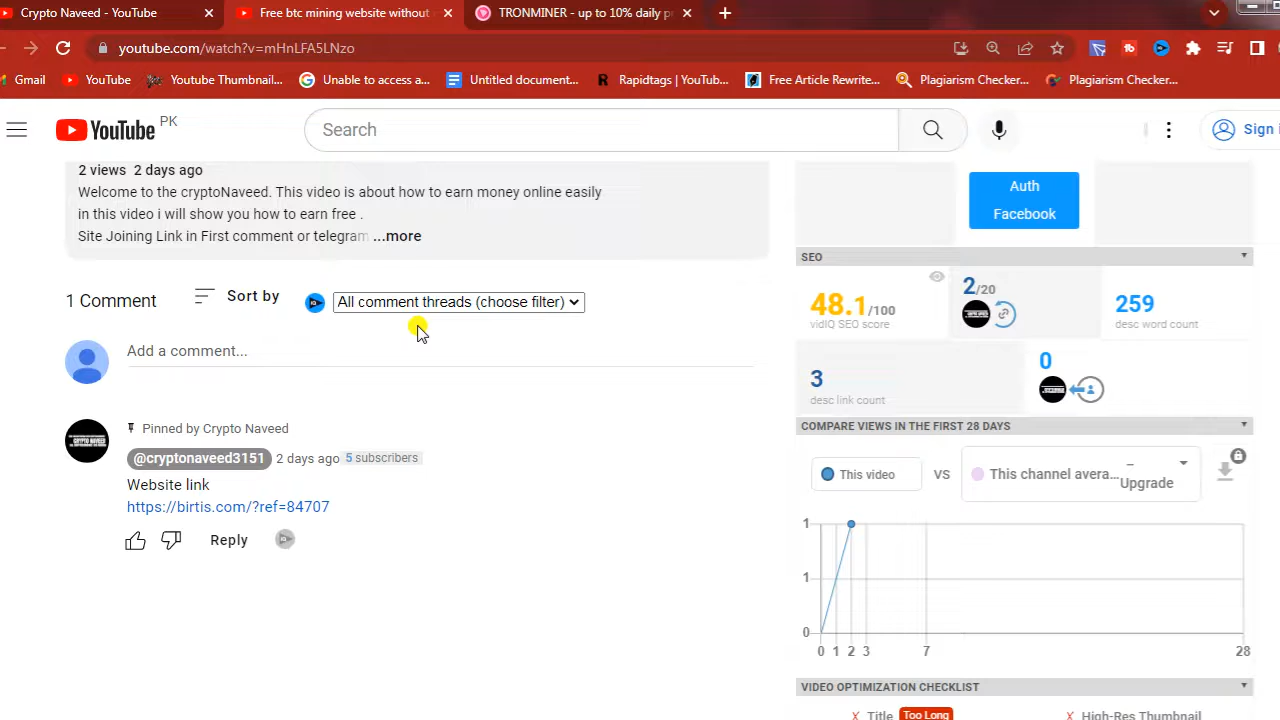 Crypto Naveed - YouTube
Free btc mining website without
TRONMINER - up to 10% daily p
youtube.com/watch?v=mHnLFA5LNzo
Gmail
YouTube
Youtube Thumbnail...
Unable to access a...
Untitled document...
Rapidtags | YouTub...
Free Article Rewrite...
Plagiarism Checker...
Plagiarism Checker...
YouTube PK
Search
Sign i
2 views 2 days ago
Welcome to the cryptoNaveed. This video is about how to earn money online easily
in this video i will show you how to earn free .
Site Joining Link in First comment or telegram ...more
1 Comment
Sort by
All comment threads (choose filter)
Add a comment...
Pinned by Crypto Naveed
@cryptonaveed3151 2 days ago 5 subscribers
Website link
https://birtis.com/?ref=84707
Reply
Auth
Facebook
SEO
48.1/100
vidIQ SEO score
2/20
259
desc word count
3
desc link count
0
COMPARE VIEWS IN THE FIRST 28 DAYS
This video
VS
This channel avera...
–
Upgrade
1
1
0
0 1 2 3 7 28
VIDEO OPTIMIZATION CHECKLIST
X Title Too Long
X High-Res Thumbnail